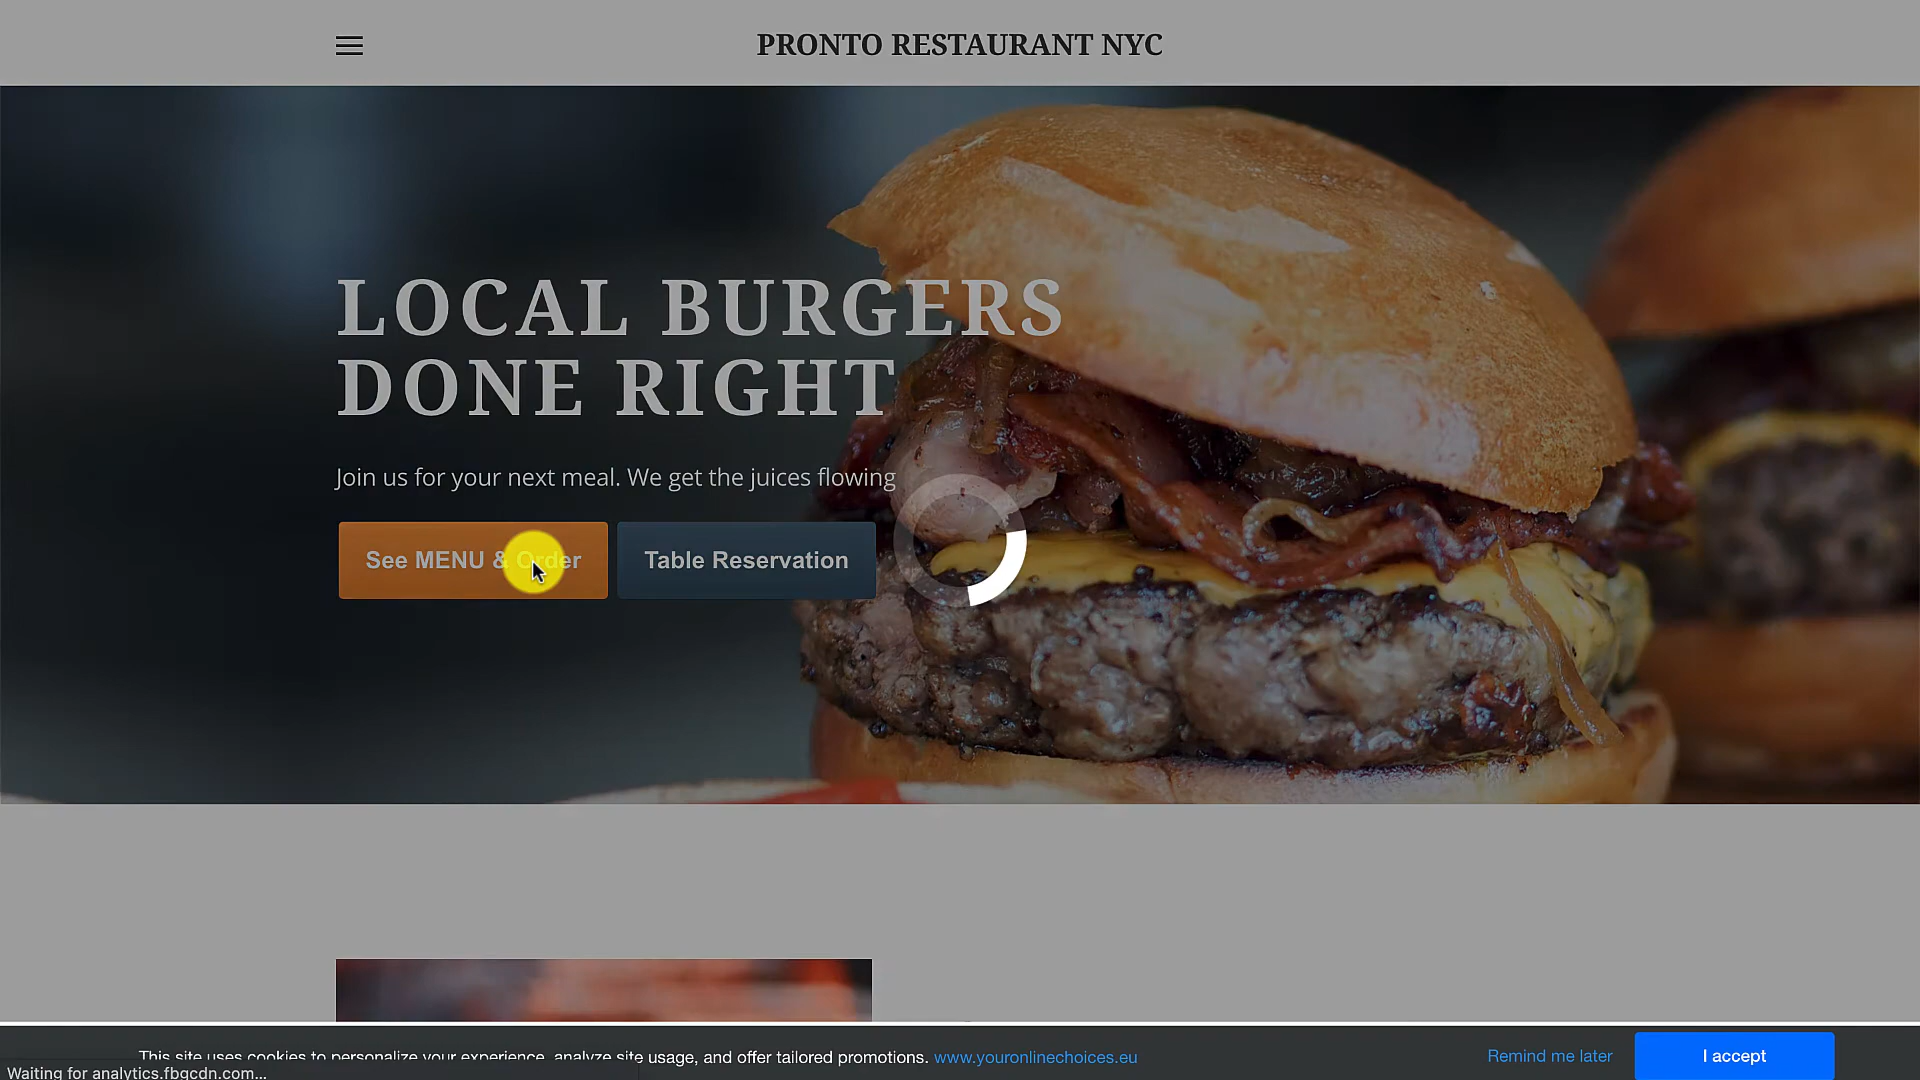 PRONTO RESTAURANT NYC
LOCAL BURGERS
DONE RIGHT
Join us for your next meal. We get the juices flowing
See MENU & Order
Table Reservation
This site uses cookies to personalize your experience, analyze site usage, and offer tailored promotions. www.youronlinechoices.eu
Remind me later
I accept
Waiting for analytics.fbgcdn.com...